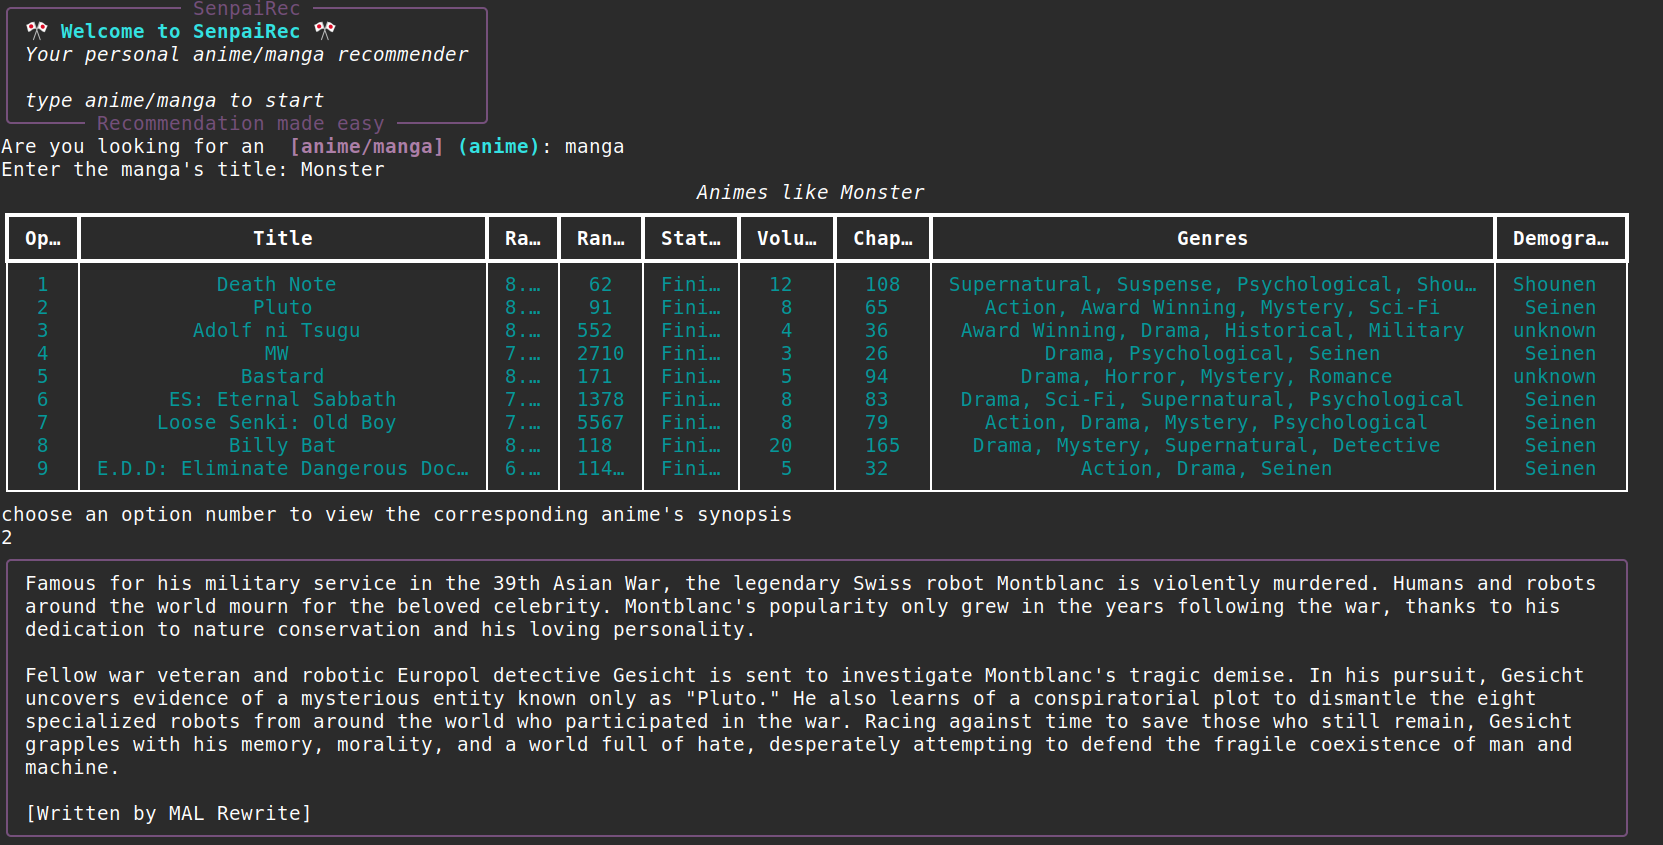 SenpaiRec
🎌 Welcome to SenpaiRec 🎌
Your personal anime/manga recommender
type anime/manga to start
Recommendation made easy
Are you looking for an  [anime/manga] (anime): manga
Enter the manga's title: Monster
Animes like Monster
Op… Title Ra… Ran… Stat… Volu… Chap… Genres Demogra…
1 Death Note 8.… 62 Fini… 12 108 Supernatural, Suspense, Psychological, Shou… Shounen
2 Pluto 8.… 91 Fini… 8 65 Action, Award Winning, Mystery, Sci-Fi Seinen
3 Adolf ni Tsugu 8.… 552 Fini… 4 36 Award Winning, Drama, Historical, Military unknown
4 MW 7.… 2710 Fini… 3 26 Drama, Psychological, Seinen Seinen
5 Bastard 8.… 171 Fini… 5 94 Drama, Horror, Mystery, Romance unknown
6 ES: Eternal Sabbath 7.… 1378 Fini… 8 83 Drama, Sci-Fi, Supernatural, Psychological Seinen
7 Loose Senki: Old Boy 7.… 5567 Fini… 8 79 Action, Drama, Mystery, Psychological Seinen
8 Billy Bat 8.… 118 Fini… 20 165 Drama, Mystery, Supernatural, Detective Seinen
9 E.D.D: Eliminate Dangerous Doc… 6.… 114… Fini… 5 32 Action, Drama, Seinen Seinen
choose an option number to view the corresponding anime's synopsis
2
Famous for his military service in the 39th Asian War, the legendary Swiss robot Montblanc is violently murdered. Humans and robots
around the world mourn for the beloved celebrity. Montblanc's popularity only grew in the years following the war, thanks to his
dedication to nature conservation and his loving personality.
Fellow war veteran and robotic Europol detective Gesicht is sent to investigate Montblanc's tragic demise. In his pursuit, Gesicht
uncovers evidence of a mysterious entity known only as "Pluto." He also learns of a conspiratorial plot to dismantle the eight
specialized robots from around the world who participated in the war. Racing against time to save those who still remain, Gesicht
grapples with his memory, morality, and a world full of hate, desperately attempting to defend the fragile coexistence of man and
machine.
[Written by MAL Rewrite]